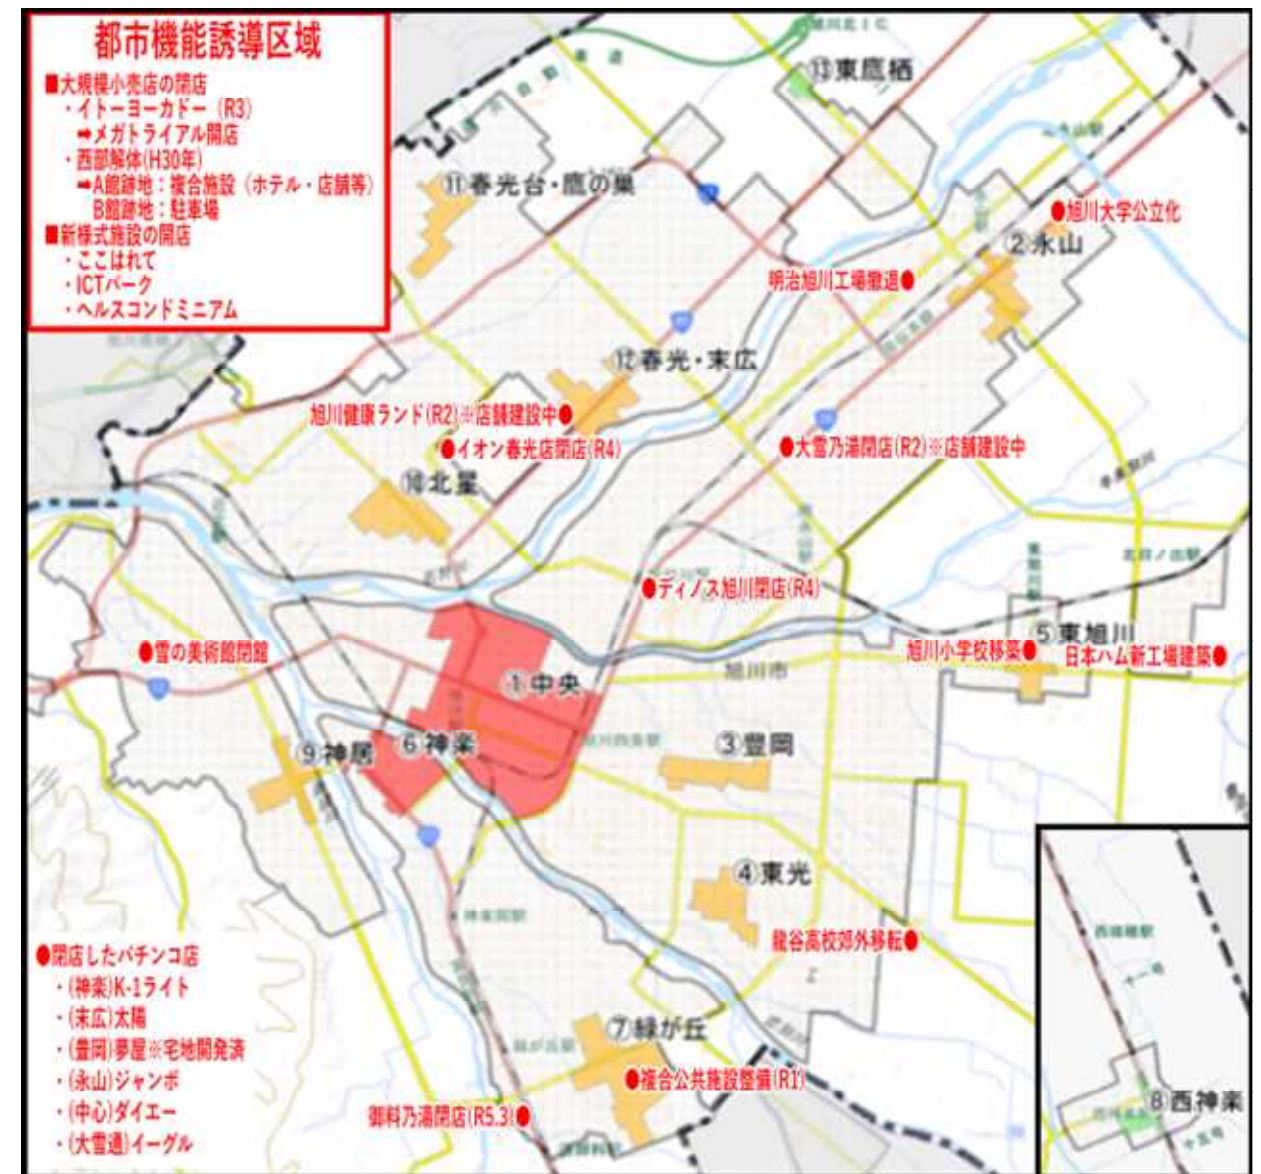 都市機能誘導区域
■大規模小売店の閉店
・イトーヨーカドー（R3）
➡メガトライアル開店
・西部解体(H30年)
➡A館跡地：複合施設（ホテル・店舗等）
B館跡地：駐車場
■新様式施設の開店
・ここはれて
・ICTパーク
・ヘルスコンドミニアム
⑬東鷹栖
⑪春光台・鷹の巣
●旭川大学公立化
②永山
明治旭川工場撤退●
⑫春光・末広
旭川健康ランド(R2)※店舗建設中●
●イオン春光店閉店(R4)
●大雪乃湯閉店(R2)※店舗建設中
⑩北星
●ディノス旭川閉店(R4)
⑤東旭川
●雪の美術館閉館
旭川小学校移築●
日本ハム新工場建築●
旭川市
①中央
⑥神楽
⑨神居
③豊岡
④東光
龍谷高校郊外移転●
●閉店したパチンコ店
・(神楽)K-1ライト
・(末広)太陽
・(豊岡)夢屋※宅地開発済
・(永山)ジャンボ
・(中心)ダイエー
・(大雪通)イーグル
⑦緑が丘
●複合公共施設整備(R1)
御料乃湯閉店(R5.3)●
⑧西神楽